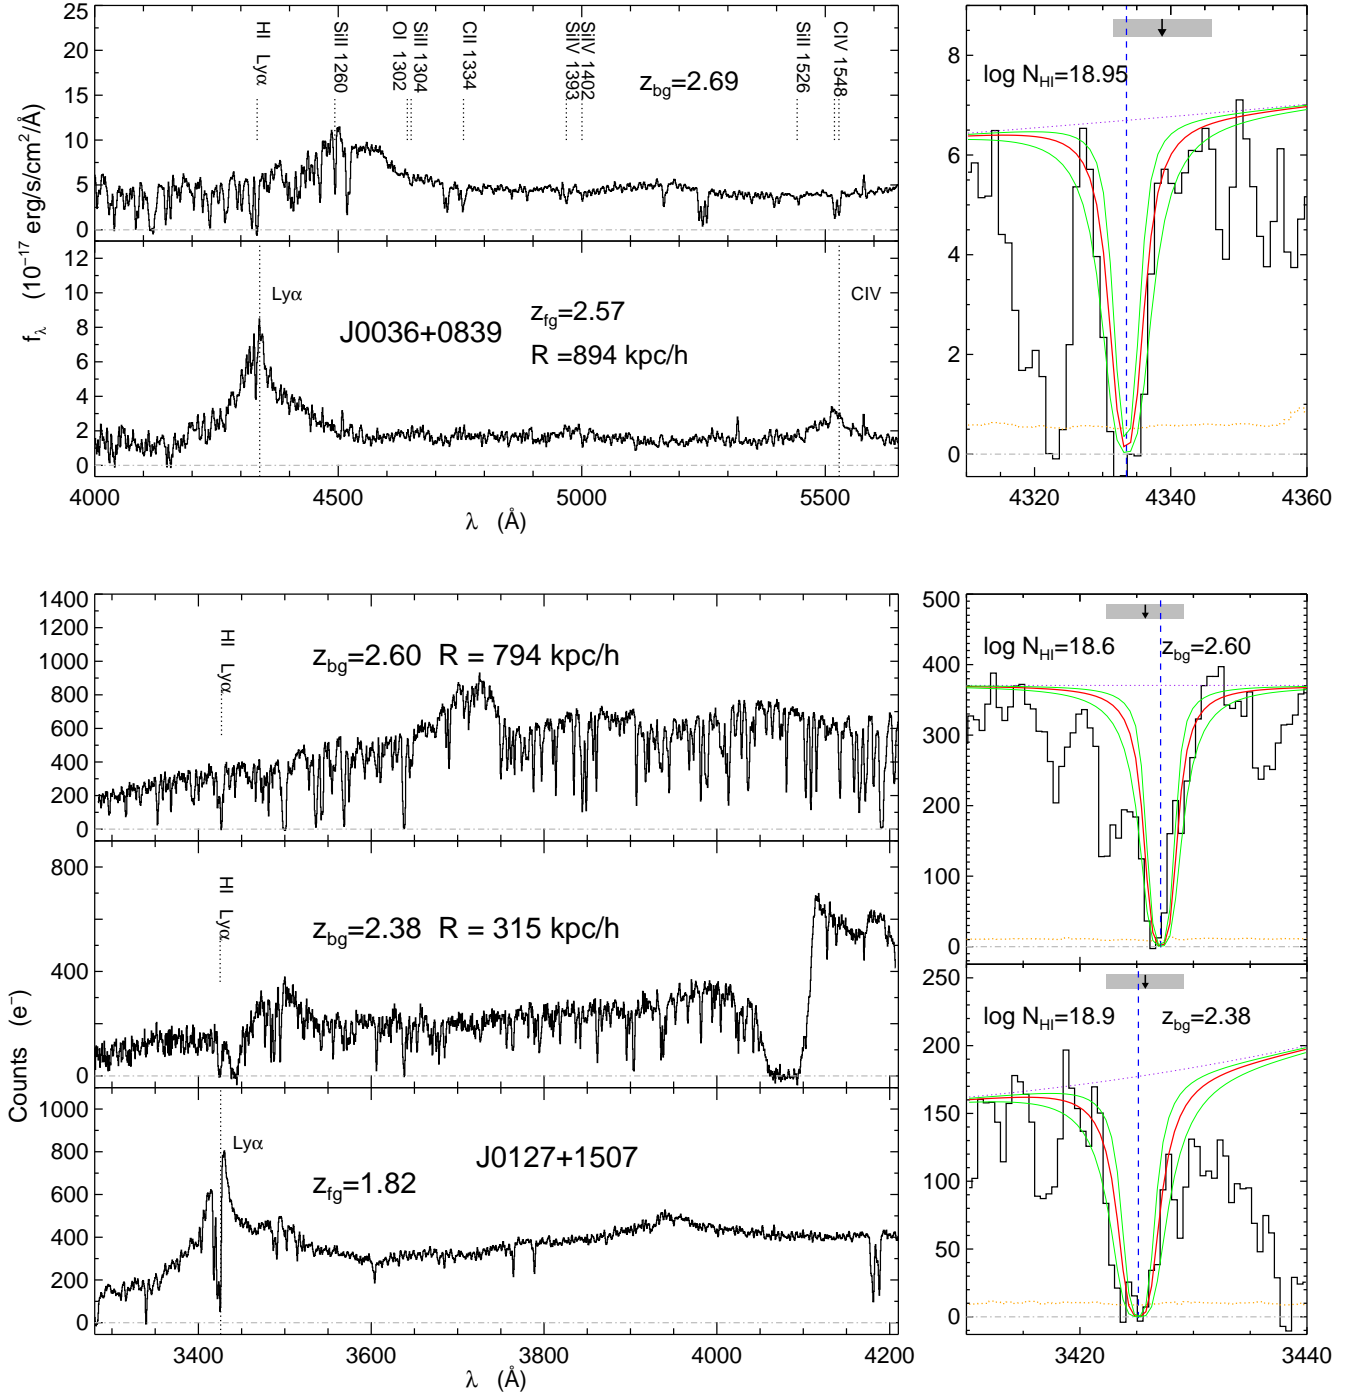 HI Lyα
SiII 1260
OI 1302
SiII 1304
CII 1334
SiIV 1393
SiIV 1402
SiII 1526
CIV 1548
z_bg=2.69
25
20
15
10
5
0
f_λ (10⁻¹⁷ erg/s/cm²/Å)
Lyα
CIV
z_fg=2.57
J0036+0839
R =894 kpc/h
12
10
8
6
4
2
0
4000 4500 5000 5500
λ (Å)
log N_HI=18.95
8
6
4
2
0
4320 4340 4360
HI Lyα
z_bg=2.60 R = 794 kpc/h
1400
1200
1000
800
600
400
200
0
HI Lyα
z_bg=2.38 R = 315 kpc/h
800
400
0
Counts (e⁻)
Lyα
J0127+1507
z_fg=1.82
1000
800
600
400
200
0
3400 3600 3800 4000 4200
λ (Å)
log N_HI=18.6 z_bg=2.60
500
400
300
200
100
0
log N_HI=18.9 z_bg=2.38
250
200
150
100
50
0
3420 3440